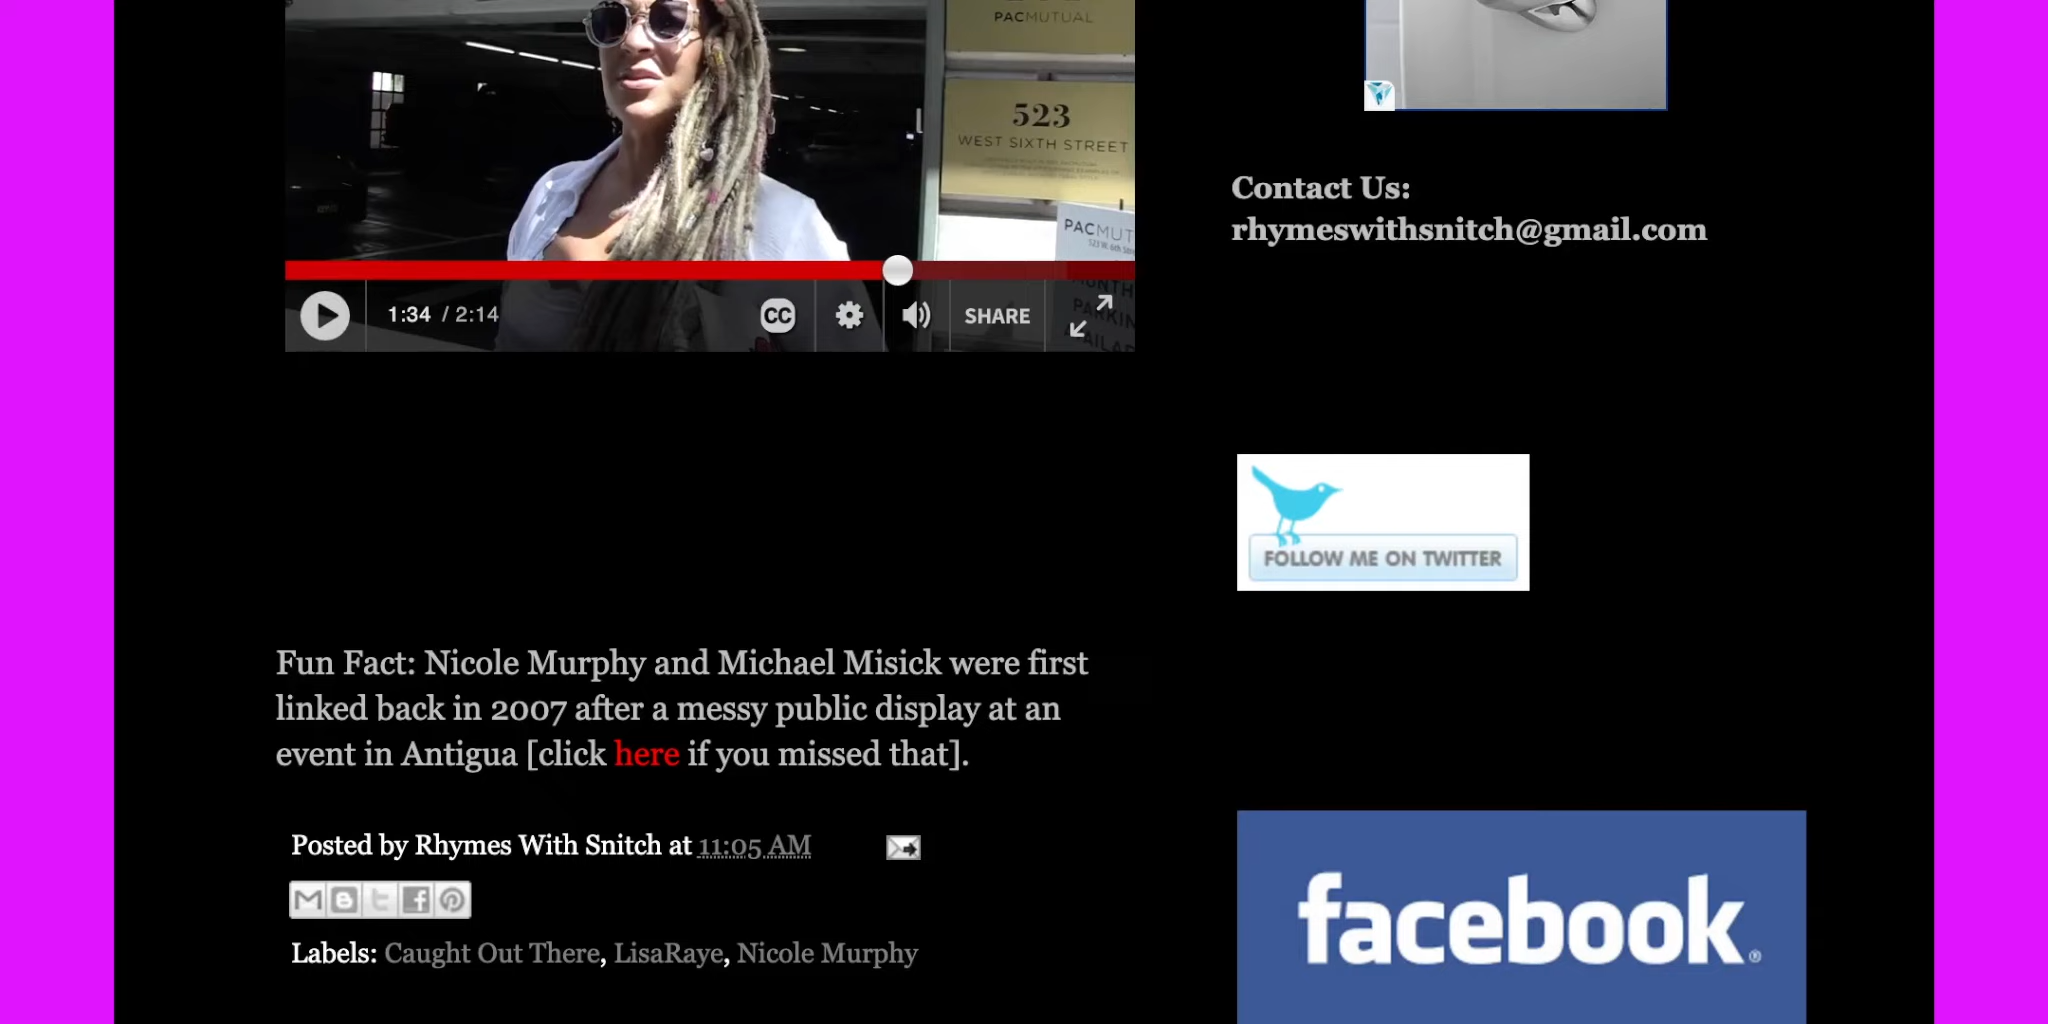 PACMUTUAL
523
WEST SIXTH STREET
PACMUT
1:34 / 2:14
CC
SHARE
Contact Us:
rhymeswithsnitch@gmail.com
FOLLOW ME ON TWITTER
Fun Fact: Nicole Murphy and Michael Misick were first
linked back in 2007 after a messy public display at an
event in Antigua [click here if you missed that].
Posted by Rhymes With Snitch at 11:05 AM
Labels: Caught Out There, LisaRaye, Nicole Murphy
facebook®